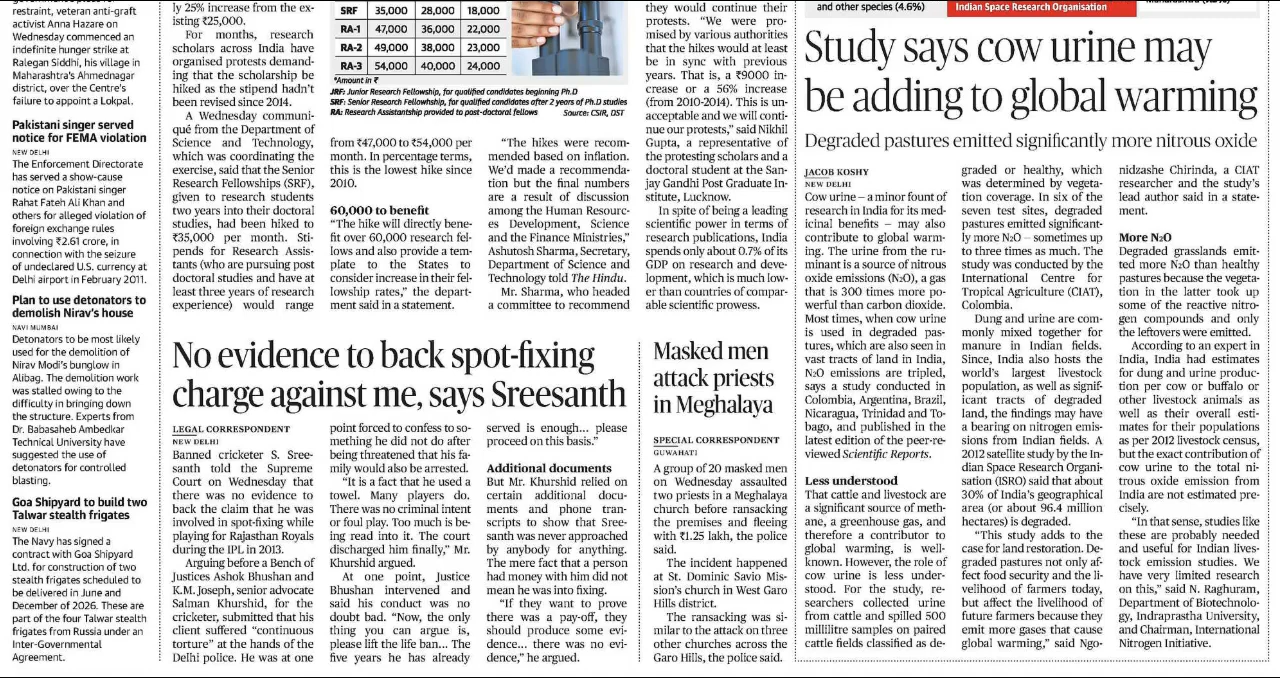 restraint, veteran anti-graft
activist Anna Hazare on
Wednesday commenced an
indefinite hunger strike at
Ralegan Siddhi, his village in
Maharashtra's Ahmednagar
district, over the Centre's
failure to appoint a Lokpal.
Pakistani singer served
notice for FEMA violation
NEW DELHI
The Enforcement Directorate
has served a show-cause
notice on Pakistani singer
Rahat Fateh Ali Khan and
others for alleged violation of
foreign exchange rules
involving ₹2.61 crore, in
connection with the seizure
of undeclared U.S. currency at
Delhi airport in February 2011.
Plan to use detonators to
demolish Nirav's house
NAVI MUMBAI
Detonators to be most likely
used for the demolition of
Nirav Modi's bunglow in
Alibag. The demolition work
was stalled owing to the
difficulty in bringing down
the structure. Experts from
Dr. Babasaheb Ambedkar
Technical University have
suggested the use of
detonators for controlled
blasting.
Goa Shipyard to build two
Talwar stealth frigates
NEW DELHI
The Navy has signed a
contract with Goa Shipyard
Ltd. for construction of two
stealth frigates scheduled to
be delivered in June and
December of 2026. These are
part of the four Talwar stealth
frigates from Russia under an
Inter-Governmental
Agreement.
ly 25% increase from the ex-
isting ₹25,000.
For months, research
scholars across India have
organised protests demand-
ing that the scholarship be
hiked as the stipend hadn't
been revised since 2014.
A Wednesday communi-
qué from the Department of
Science and Technology,
which was coordinating the
exercise, said that the Senior
Research Fellowships (SRF),
given to research students
two years into their doctoral
studies, had been hiked to
₹35,000 per month. Sti-
pends for Research Assis-
tants (who are pursuing post
doctoral studies and have at
least three years of research
experience) would range
SRF 35,000 28,000 18,000
RA-1 47,000 36,000 22,000
RA-2 49,000 38,000 23,000
RA-3 54,000 40,000 24,000
*Amount in ₹
JRF: Junior Research Fellowship, for qualified candidates beginning Ph.D
SRF: Senior Research Fellowhship, for qualified candidates after 2 years of Ph.D studies
RA: Research Assistantship provided to post-doctoral fellows Source: CSIR, DST
from ₹47,000 to ₹54,000 per
month. In percentage terms,
this is the lowest hike since
2010.
60,000 to benefit
"The hike will directly bene-
fit over 60,000 research fel-
lows and also provide a tem-
plate to the States to
consider increase in their fel-
lowship rates," the depart-
ment said in a statement.
"The hikes were recom-
mended based on inflation.
We'd made a recommenda-
tion but the final numbers
are a result of discussion
among the Human Resourc-
es Development, Science
and the Finance Ministries,"
Ashutosh Sharma, Secretary,
Department of Science and
Technology told The Hindu.
Mr. Sharma, who headed
a committee to recommend
they would continue their
protests. "We were pro-
mised by various authorities
that the hikes would at least
be in sync with previous
years. That is, a ₹9000 in-
crease or a 56% increase
(from 2010-2014). This is un-
acceptable and we will conti-
nue our protests," said Nikhil
Gupta, a representative of
the protesting scholars and a
doctoral student at the San-
jay Gandhi Post Graduate In-
stitute, Lucknow.
In spite of being a leading
scientific power in terms of
research publications, India
spends only about 0.7% of its
GDP on research and deve-
lopment, which is much low-
er than countries of compar-
able scientific prowess.
No evidence to back spot-fixing
charge against me, says Sreesanth
LEGAL CORRESPONDENT
NEW DELHI
Banned cricketer S. Sree-
santh told the Supreme
Court on Wednesday that
there was no evidence to
back the claim that he was
involved in spot-fixing while
playing for Rajasthan Royals
during the IPL in 2013.
Arguing before a Bench of
Justices Ashok Bhushan and
K.M. Joseph, senior advocate
Salman Khurshid, for the
cricketer, submitted that his
client suffered "continuous
torture" at the hands of the
Delhi police. He was at one
point forced to confess to so-
mething he did not do after
being threatened that his fa-
mily would also be arrested.
"It is a fact that he used a
towel. Many players do.
There was no criminal intent
or foul play. Too much is be-
ing read into it. The court
discharged him finally," Mr.
Khurshid argued.
At one point, Justice
Bhushan intervened and
said his conduct was no
doubt bad. "Now, the only
thing you can argue is,
please lift the life ban... The
five years he has already
served is enough... please
proceed on this basis."
Additional documents
But Mr. Khurshid relied on
certain additional docu-
ments and phone tran-
scripts to show that Sree-
santh was never approached
by anybody for anything.
The mere fact that a person
had money with him did not
mean he was into fixing.
"If they want to prove
there was a pay-off, they
should produce some evi-
dence... there was no evi-
dence," he argued.
Masked men
attack priests
in Meghalaya
SPECIAL CORRESPONDENT
GUWAHATI
A group of 20 masked men
on Wednesday assaulted
two priests in a Meghalaya
church before ransacking
the premises and fleeing
with ₹1.25 lakh, the police
said.
The incident happened
at St. Dominic Savio Mis-
sion's church in West Garo
Hills district.
The ransacking was si-
milar to the attack on three
other churches across the
Garo Hills, the police said.
and other species (4.6%)
Indian Space Research Organisation
Study says cow urine may
be adding to global warming
Degraded pastures emitted significantly more nitrous oxide
JACOB KOSHY
NEW DELHI
Cow urine – a minor fount of
research in India for its me-
dicinal benefits – may also
contribute to global warm-
ing. The urine from the ru-
minant is a source of nitrous
oxide emissions (N₂O), a gas
that is 300 times more po-
werful than carbon dioxide.
Most times, when cow urine
is used in degraded pas-
tures, which are also seen in
vast tracts of land in India,
N₂O emissions are tripled,
says a study conducted in
Colombia, Argentina, Brazil,
Nicaragua, Trinidad and To-
bago, and published in the
latest edition of the peer-re-
viewed Scientific Reports.
Less understood
That cattle and livestock are
a significant source of meth-
ane, a greenhouse gas, and
therefore a contributor to
global warming, is well-
known. However, the role of
cow urine is less under-
stood. For the study, re-
searchers collected urine
from cattle and spilled 500
millilitre samples on paired
cattle fields classified as de-
graded or healthy, which
was determined by vegeta-
tion coverage. In six of the
seven test sites, degraded
pastures emitted significant-
ly more N₂O – sometimes up
to three times as much. The
study was conducted by the
International Centre for
Tropical Agriculture (CIAT),
Colombia.
Dung and urine are com-
monly mixed together for
manure in Indian fields.
Since, India also hosts the
world's largest livestock
population, as well as signif-
icant tracts of degraded
land, the findings may have
a bearing on nitrogen emis-
sions from Indian fields. A
2012 satellite study by the In-
dian Space Research Organi-
sation (ISRO) said that about
30% of India's geographical
area (or about 96.4 million
hectares) is degraded.
"This study adds to the
case for land restoration. De-
graded pastures not only af-
fect food security and the li-
velihood of farmers today,
but affect the livelihood of
future farmers because they
emit more gases that cause
global warming," said Ngo-
nidzashe Chirinda, a CIAT
researcher and the study's
lead author said in a state-
ment.
More N₂O
Degraded grasslands emit-
ted more N₂O than healthy
pastures because the vegeta-
tion in the latter took up
some of the reactive nitro-
gen compounds and only
the leftovers were emitted.
According to an expert in
India, India had estimates
for dung and urine produc-
tion per cow or buffalo or
other livestock animals as
well as their overall esti-
mates for their populations
as per 2012 livestock census,
but the exact contribution of
cow urine to the total ni-
trous oxide emission from
India are not estimated pre-
cisely.
"In that sense, studies like
these are probably needed
and useful for Indian lives-
tock emission studies. We
have very limited research
on this," said N. Raghuram,
Department of Biotechnolo-
gy, Indraprastha University,
and Chairman, International
Nitrogen Initiative.